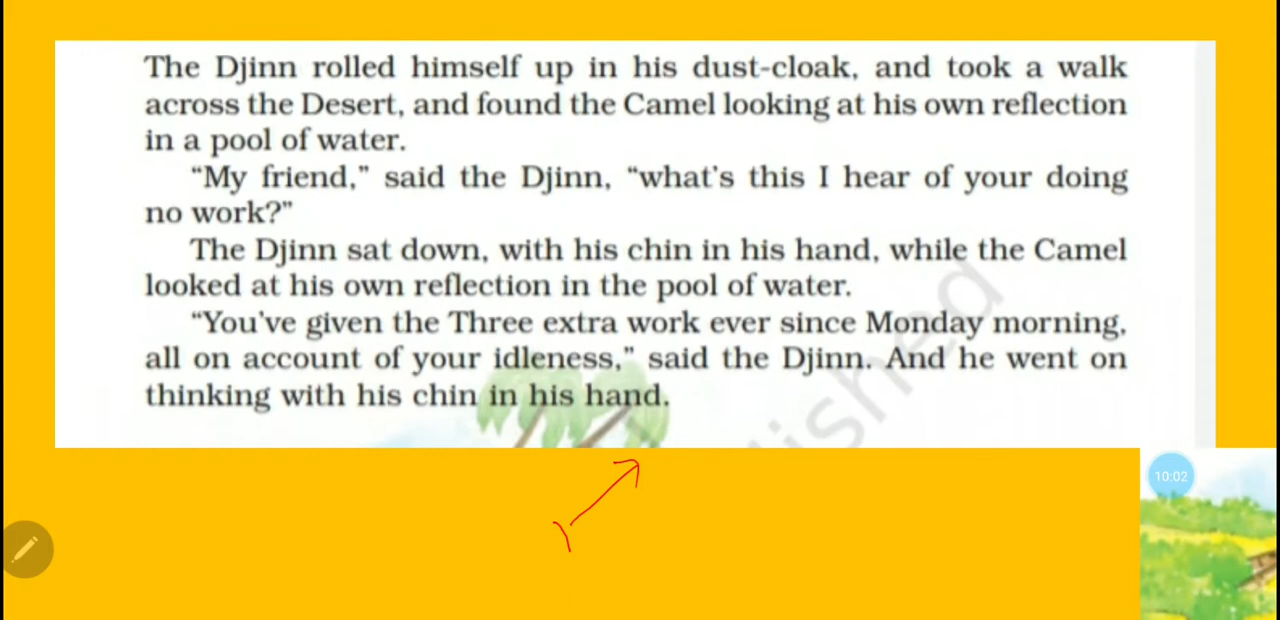 The Djinn rolled himself up in his dust-cloak, and took a walk
across the Desert, and found the Camel looking at his own reflection
in a pool of water.
“My friend,” said the Djinn, “what’s this I hear of your doing
no work?”
The Djinn sat down, with his chin in his hand, while the Camel
looked at his own reflection in the pool of water.
“You’ve given the Three extra work ever since Monday morning,
all on account of your idleness,” said the Djinn. And he went on
thinking with his chin in his hand.
10:02